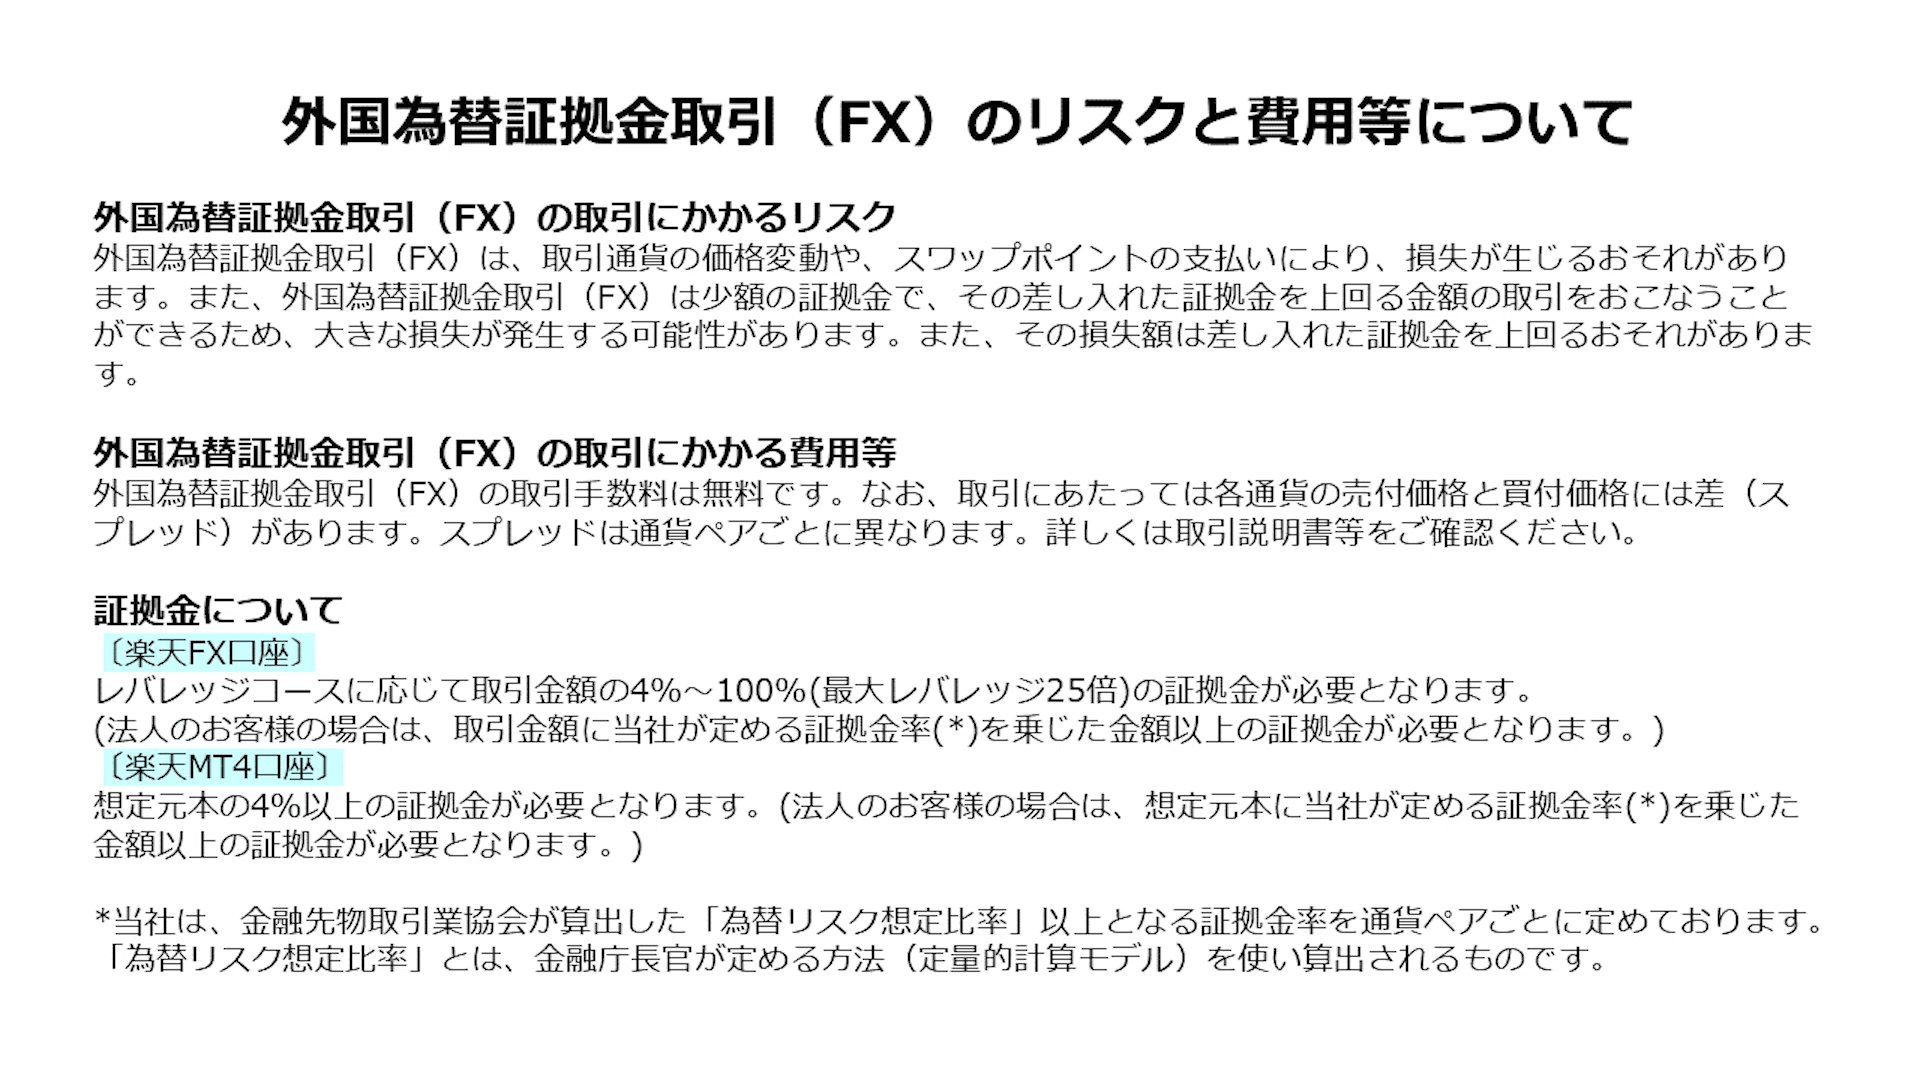 外国為替証拠金取引（FX）のリスクと費用等について
外国為替証拠金取引（FX）の取引にかかるリスク
外国為替証拠金取引（FX）は、取引通貨の価格変動や、スワップポイントの支払いにより、損失が生じるおそれがあり
ます。また、外国為替証拠金取引（FX）は少額の証拠金で、その差し入れた証拠金を上回る金額の取引をおこなうこと
ができるため、大きな損失が発生する可能性があります。また、その損失額は差し入れた証拠金を上回るおそれがありま
す。
外国為替証拠金取引（FX）の取引にかかる費用等
外国為替証拠金取引（FX）の取引手数料は無料です。なお、取引にあたっては各通貨の売付価格と買付価格には差（ス
プレッド）があります。スプレッドは通貨ペアごとに異なります。詳しくは取引説明書等をご確認ください。
証拠金について
〔楽天FX口座〕
レバレッジコースに応じて取引金額の4%～100%(最大レバレッジ25倍)の証拠金が必要となります。
(法人のお客様の場合は、取引金額に当社が定める証拠金率(*)を乗じた金額以上の証拠金が必要となります。)
〔楽天MT4口座〕
想定元本の4%以上の証拠金が必要となります。(法人のお客様の場合は、想定元本に当社が定める証拠金率(*)を乗じた
金額以上の証拠金が必要となります。)
*当社は、金融先物取引業協会が算出した「為替リスク想定比率」以上となる証拠金率を通貨ペアごとに定めております。
「為替リスク想定比率」とは、金融庁長官が定める方法（定量的計算モデル）を使い算出されるものです。